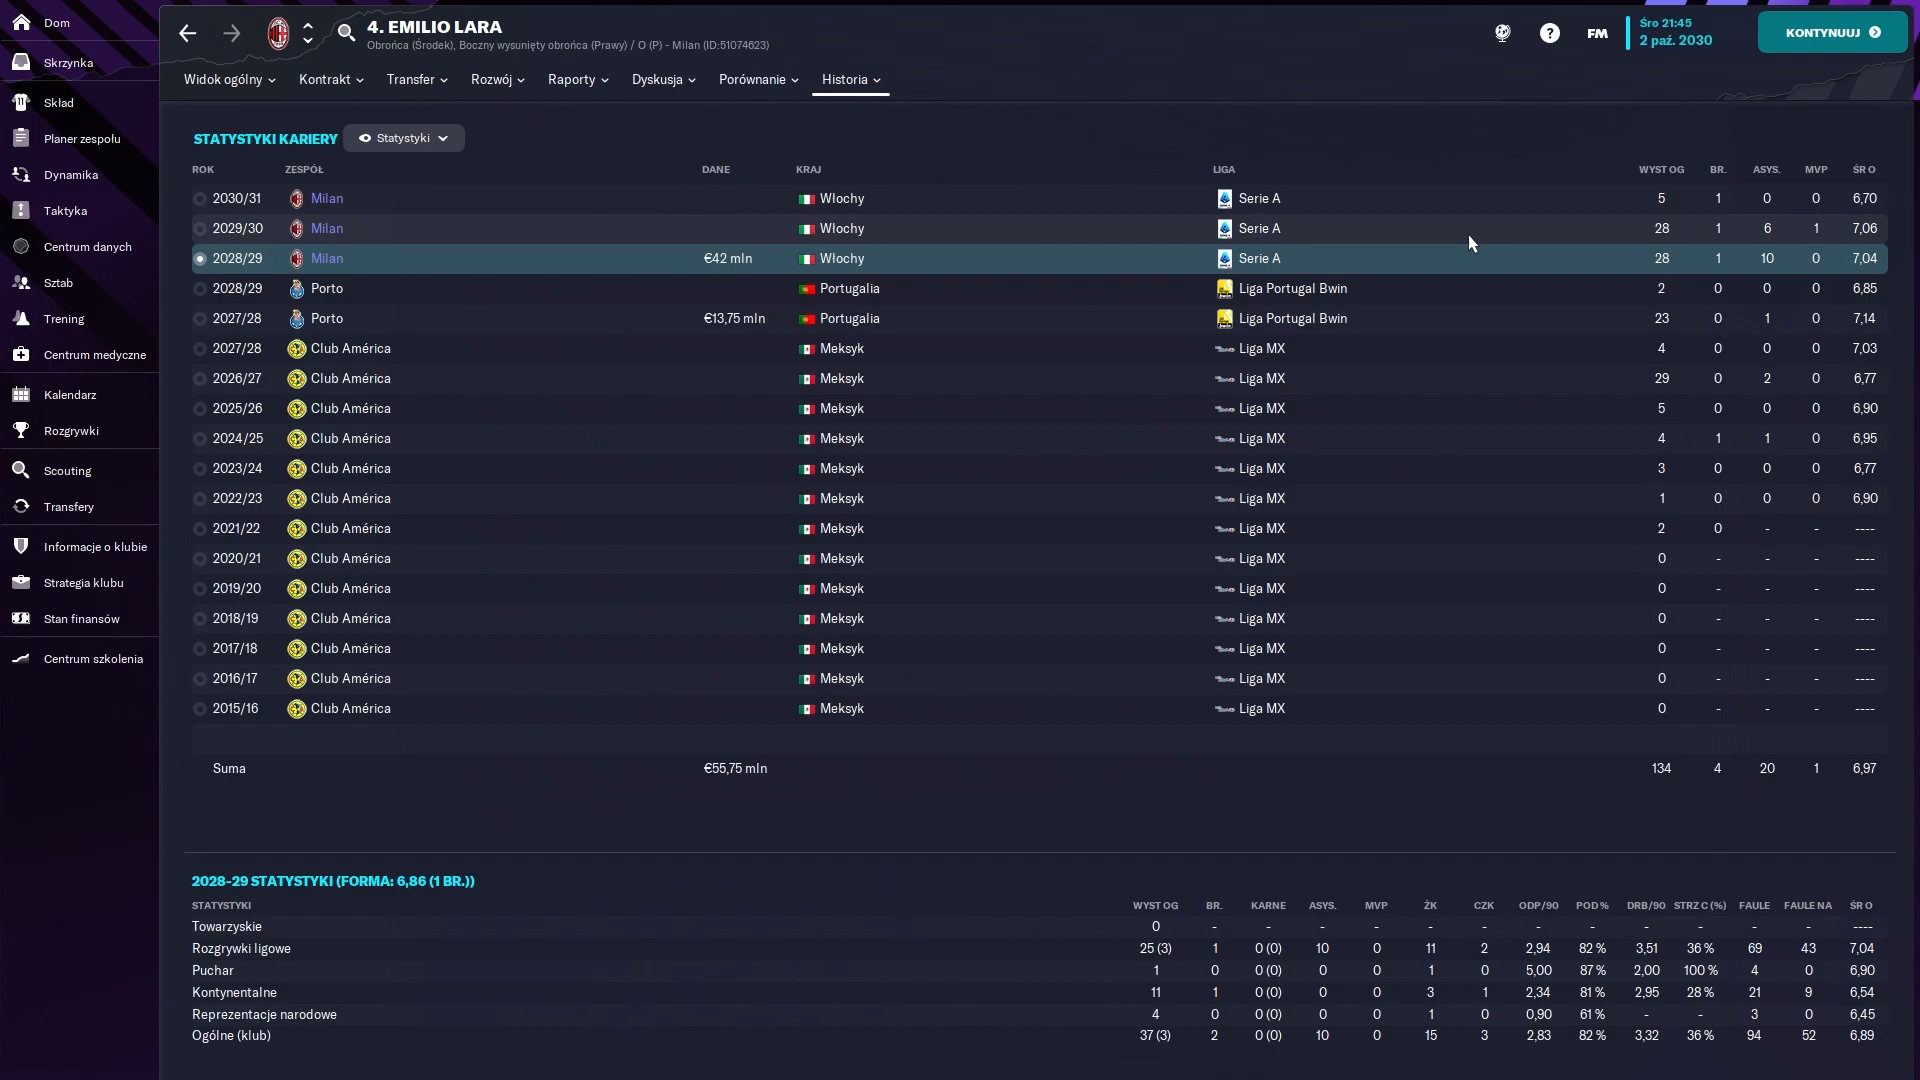 Dom
Skrzynka
Skład
Planer zespołu
Dynamika
Taktyka
Centrum danych
Sztab
Trening
Centrum medyczne
Kalendarz
Rozgrywki
Scouting
Transfery
Informacje o klubie
Strategia klubu
Stan finansów
Centrum szkolenia
4. EMILIO LARA
Obrońca (Środek), Boczny wysunięty obrońca (Prawy) / O (P) - Milan (ID:51074623)
? FM Śro 21:45
2 paź. 2030
KONTYNUUJ
Widok ogólny Kontrakt Transfer Rozwój Raporty Dyskusja Porównanie Historia
STATYSTYKI KARIERY Statystyki
ROK ZESPÓŁ DANE KRAJ LIGA WYST OG BR. ASYS. MVP ŚR O
2030/31 Milan Włochy Serie A 5 1 0 0 6,70
2029/30 Milan Włochy Serie A 28 1 6 1 7,06
2028/29 Milan €42 mln Włochy Serie A 28 1 10 0 7,04
2028/29 Porto Portugalia Liga Portugal Bwin 2 0 0 0 6,85
2027/28 Porto €13,75 mln Portugalia Liga Portugal Bwin 23 0 1 0 7,14
2027/28 Club América Meksyk Liga MX 4 0 0 0 7,03
2026/27 Club América Meksyk Liga MX 29 0 2 0 6,77
2025/26 Club América Meksyk Liga MX 5 0 0 0 6,90
2024/25 Club América Meksyk Liga MX 4 1 1 0 6,95
2023/24 Club América Meksyk Liga MX 3 0 0 0 6,77
2022/23 Club América Meksyk Liga MX 1 0 0 0 6,90
2021/22 Club América Meksyk Liga MX 2 0 - - ----
2020/21 Club América Meksyk Liga MX 0 - - - ----
2019/20 Club América Meksyk Liga MX 0 - - - ----
2018/19 Club América Meksyk Liga MX 0 - - - ----
2017/18 Club América Meksyk Liga MX 0 - - - ----
2016/17 Club América Meksyk Liga MX 0 - - - ----
2015/16 Club América Meksyk Liga MX 0 - - - ----
Suma €55,75 mln 134 4 20 1 6,97
2028-29 STATYSTYKI (FORMA: 6,86 (1 BR.))
STATYSTYKI WYST OG BR. KARNE ASYS. MVP ŻK CZK ODP/90 POD % DRB/90 STRZ C (%) FAULE FAULE NA ŚR O
Towarzyskie 0 - - - - - - - - - - - - ----
Rozgrywki ligowe 25 (3) 1 0 (0) 10 0 11 2 2,94 82 % 3,51 36 % 69 43 7,04
Puchar 1 0 0 (0) 0 0 1 0 5,00 87 % 2,00 100 % 4 0 6,90
Kontynentalne 11 1 0 (0) 0 0 3 1 2,34 81 % 2,95 28 % 21 9 6,54
Reprezentacje narodowe 4 0 0 (0) 0 0 1 0 0,90 61 % - - 3 0 6,45
Ogólne (klub) 37 (3) 2 0 (0) 10 0 15 3 2,83 82 % 3,32 36 % 94 52 6,89